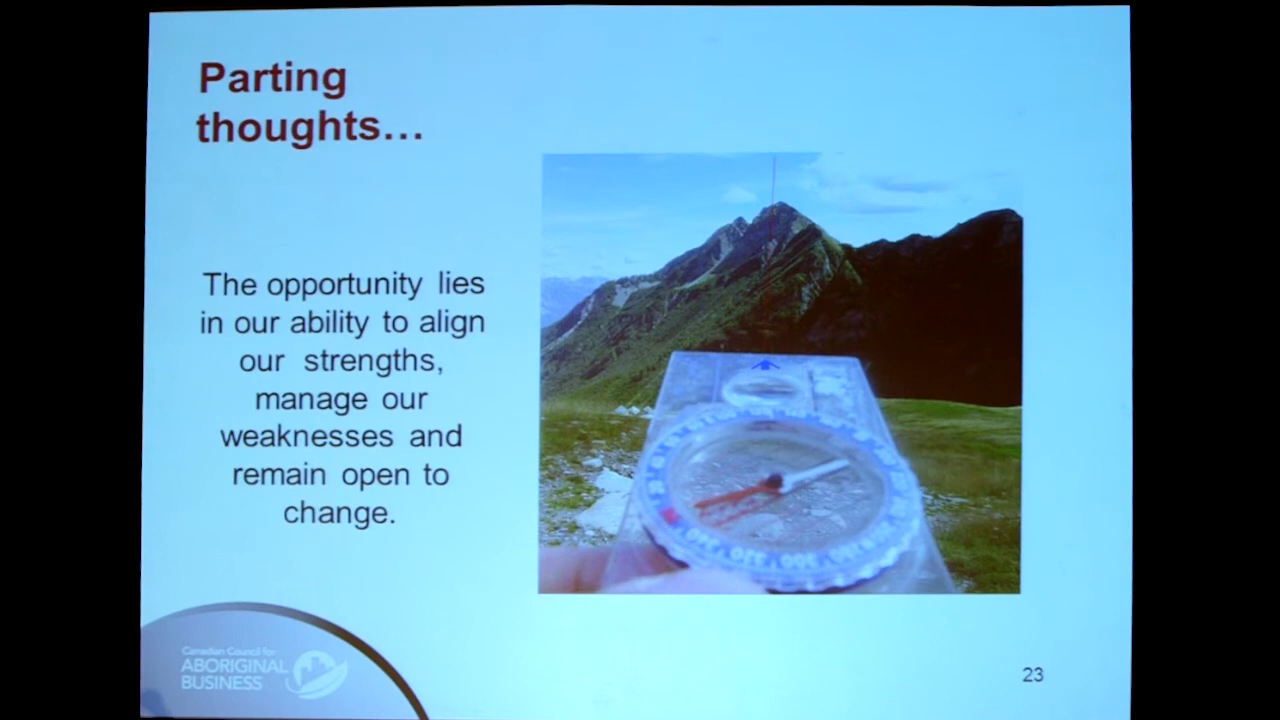 Parting
thoughts...
The opportunity lies
in our ability to align
our strengths,
manage our
weaknesses and
remain open to
change.
Canadian Council for
ABORIGINAL
BUSINESS
23